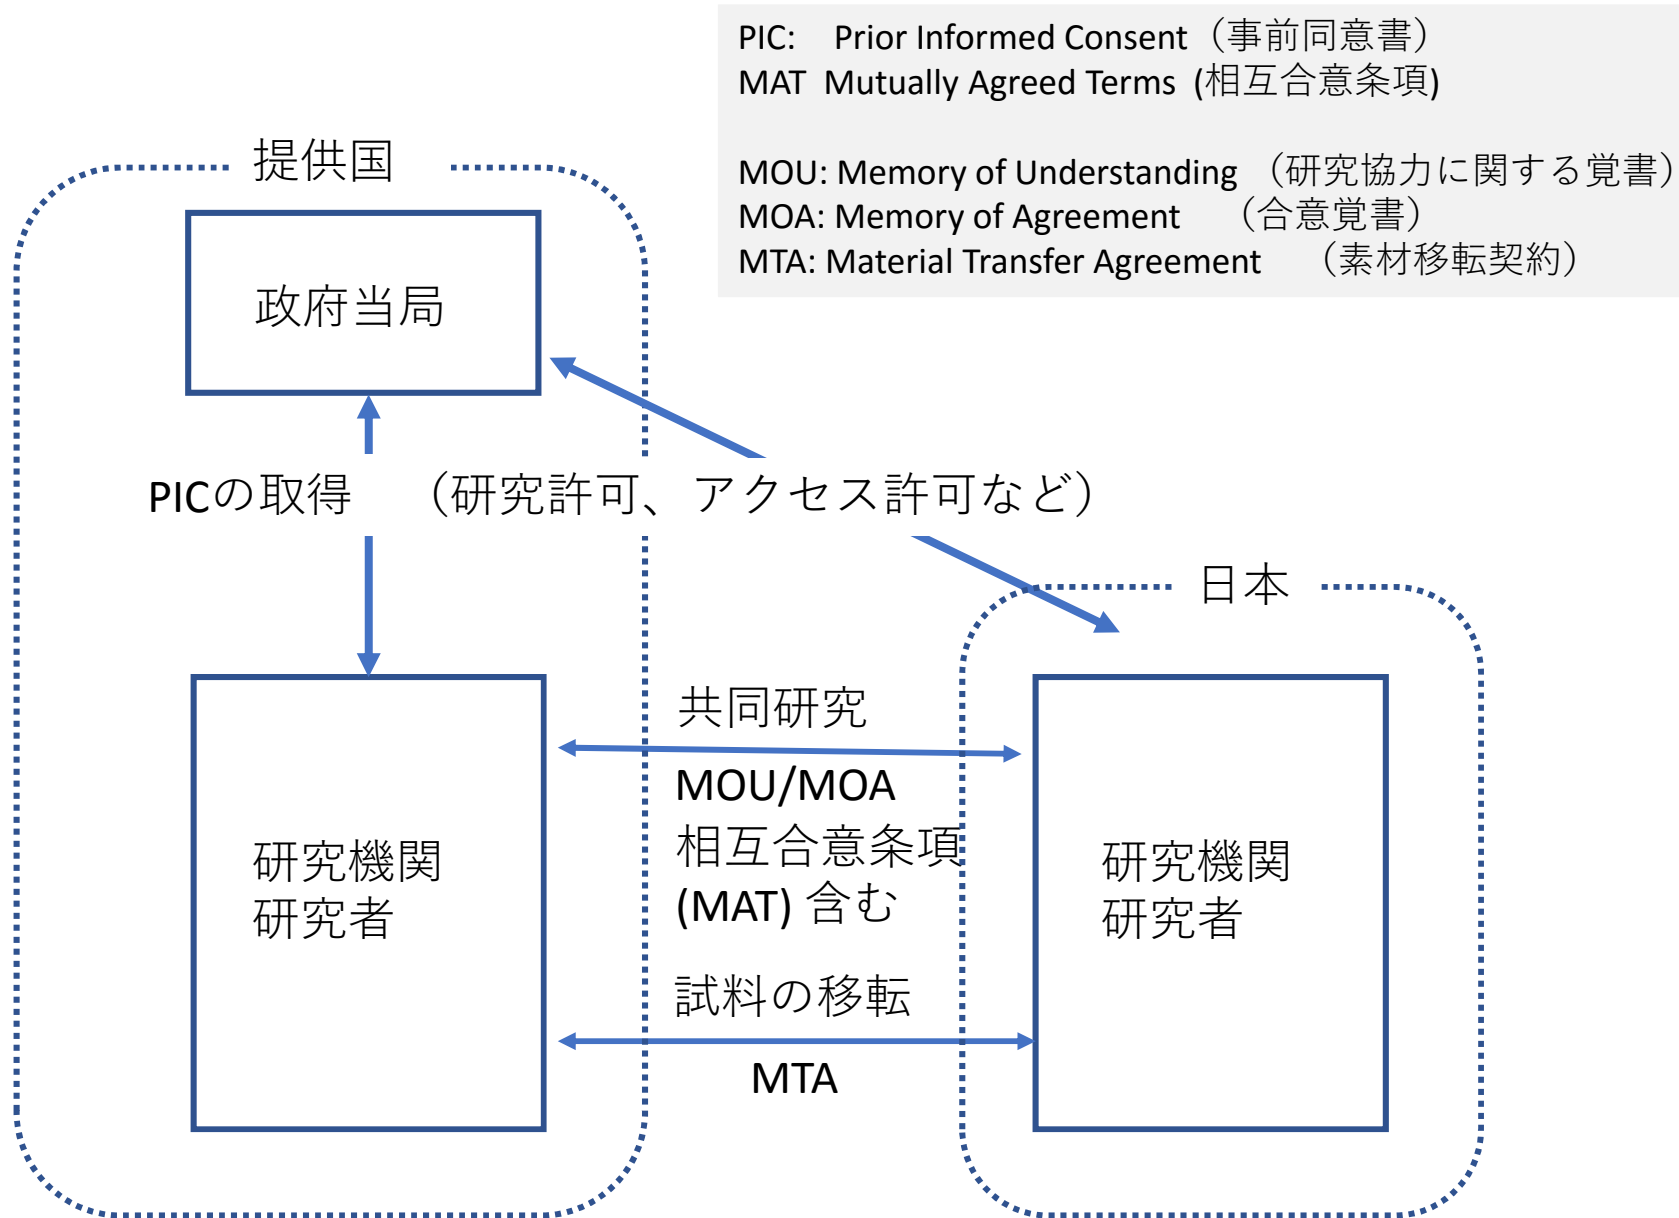 PIC: Prior Informed Consent（事前同意書）
MAT Mutually Agreed Terms (相互合意条項)
MOU: Memory of Understanding （研究協力に関する覚書）
MOA: Memory of Agreement （合意覚書）
MTA: Material Transfer Agreement （素材移転契約）
提供国
政府当局
PICの取得 （研究許可、アクセス許可など）
日本
共同研究
MOU/MOA
相互合意条項
(MAT) 含む
研究機関
研究者
研究機関
研究者
試料の移転
MTA